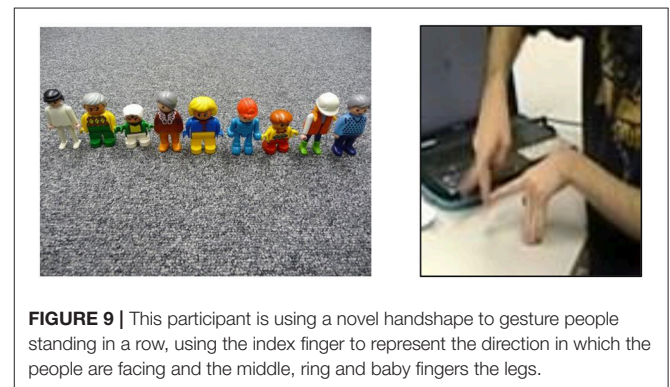 FIGURE 9 | This participant is using a novel handshape to gesture people
standing in a row, using the index finger to represent the direction in which the
people are facing and the middle, ring and baby fingers the legs.